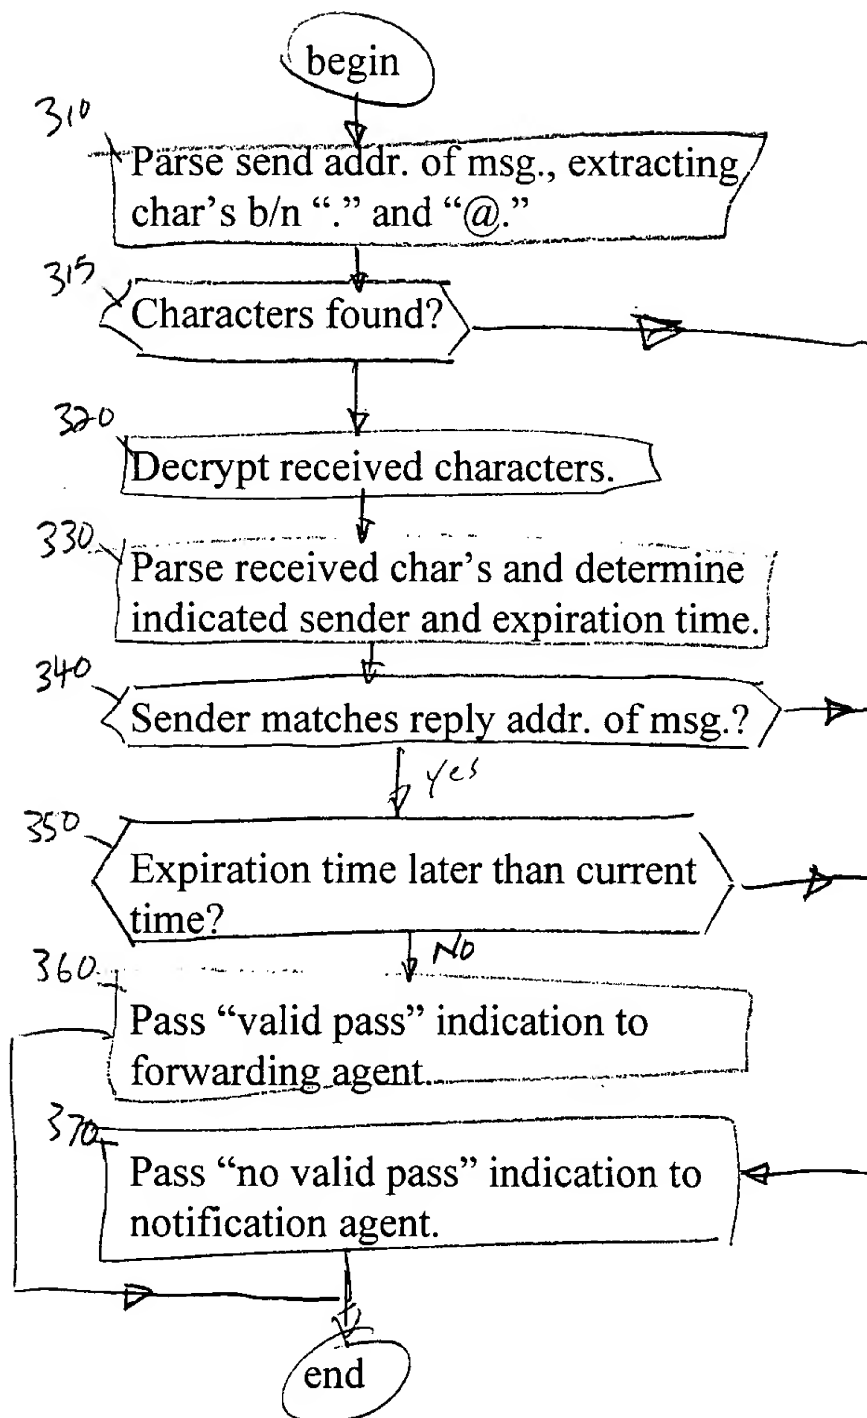 begin
310
Parse send addr. of msg., extracting
char's b/n “.” and “@.”
315
Characters found?
320
Decrypt received characters.
330
Parse received char's and determine
indicated sender and expiration time.
340
Sender matches reply addr. of msg.?
Yes
350
Expiration time later than current
time?
No
360
Pass “valid pass” indication to
forwarding agent.
370
Pass “no valid pass” indication to
notification agent.
end